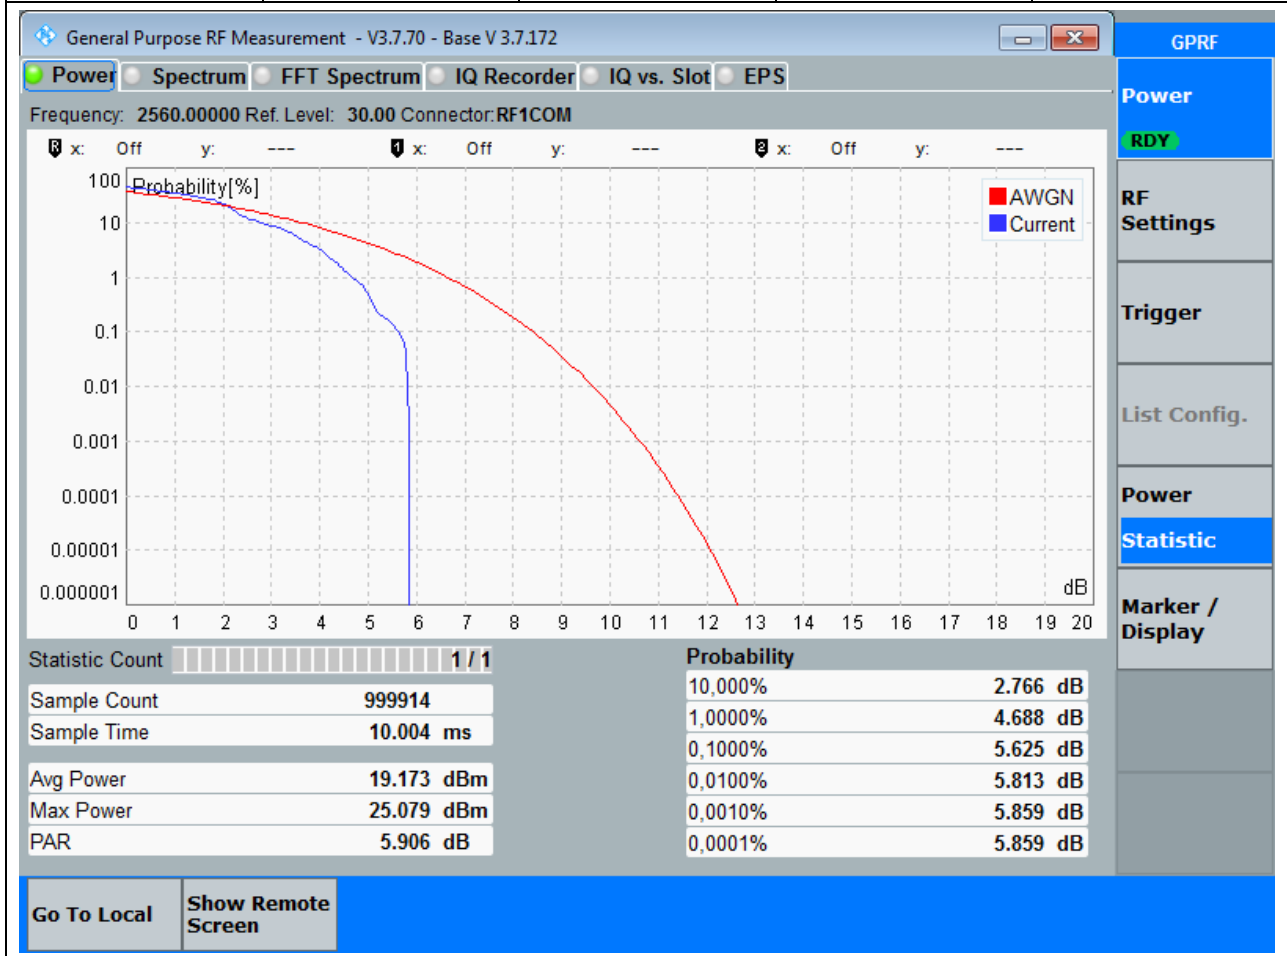 General Purpose RF Measurement - V3.7.70 - Base V 3.7.172
GPRF
Power Spectrum FFT Spectrum IQ Recorder IQ vs. Slot EPS
Frequency: 2560.00000 Ref. Level: 30.00 Connector: RF1COM
R x: Off y: --- 1 x: Off y: --- 2 x: Off y: ---
Probability[%]
AWGN
Current
100
10
1
0.1
0.01
0.001
0.0001
0.00001
0.000001
dB
0 1 2 3 4 5 6 7 8 9 10 11 12 13 14 15 16 17 18 19 20
Statistic Count 1 / 1
Sample Count 999914
Sample Time 10.004 ms
Avg Power 19.173 dBm
Max Power 25.079 dBm
PAR 5.906 dB
Probability
10,000% 2.766 dB
1,0000% 4.688 dB
0,1000% 5.625 dB
0,0100% 5.813 dB
0,0010% 5.859 dB
0,0001% 5.859 dB
Power
RDY
RF
Settings
Trigger
List Config.
Power
Statistic
Marker /
Display
Go To Local
Show Remote
Screen